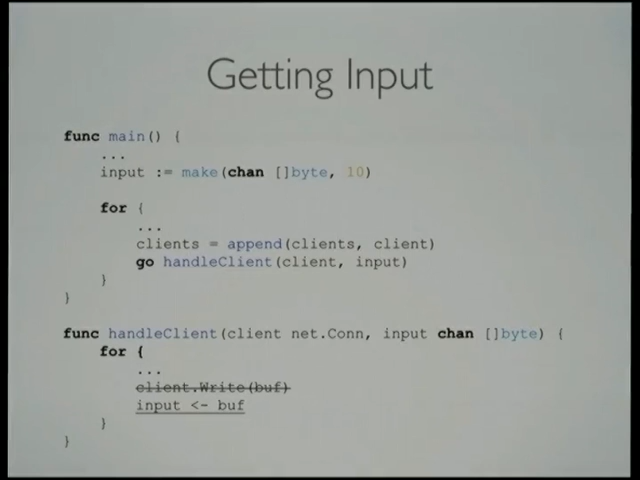 Getting Input
func main() {
...
input := make(chan []byte, 10)
for {
...
clients = append(clients, client)
go handleClient(client, input)
}
}
func handleClient(client net.Conn, input chan []byte) {
for {
...
client.Write(buf)
input <- buf
}
}